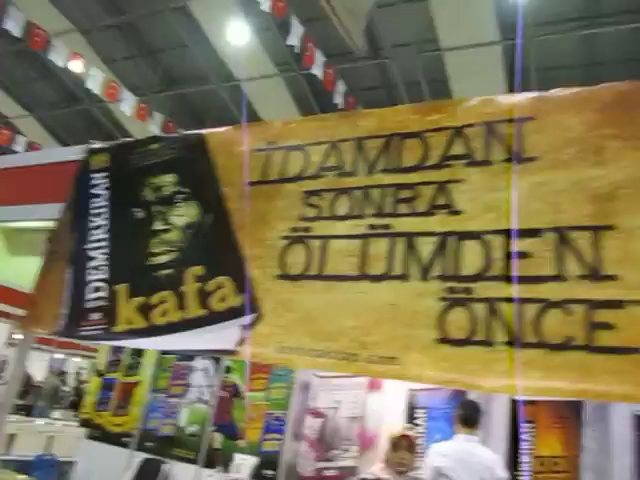 DEMİRKIRAN
kafa
İDAMDAN
SONRA
ÖLÜMDEN
ÖNCE